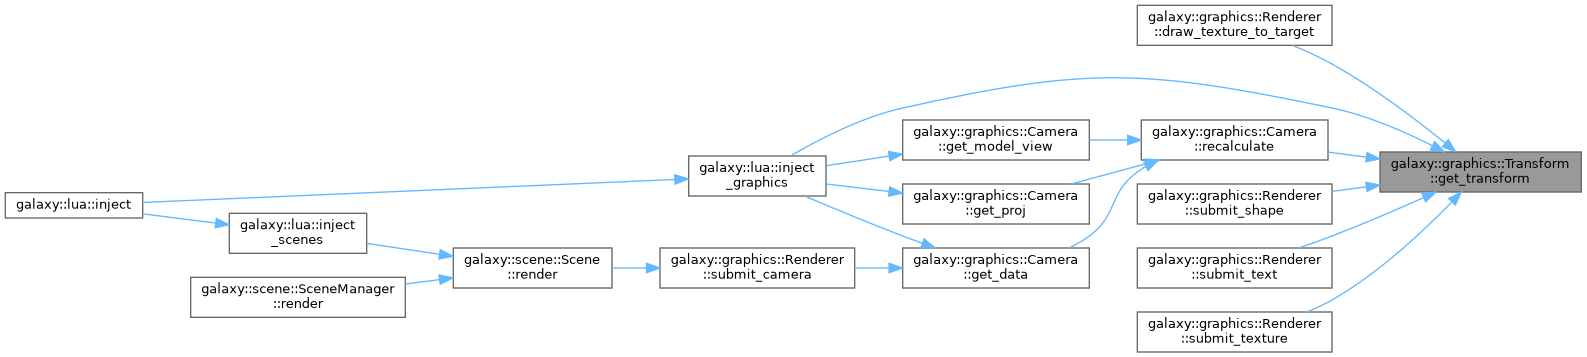 galaxy::graphics::Renderer
::draw_texture_to_target
galaxy::graphics::Camera
::get_model_view
galaxy::graphics::Camera
::recalculate
galaxy::lua::inject
_graphics
galaxy::graphics::Transform
::get_transform
galaxy::lua::inject
galaxy::graphics::Camera
::get_proj
galaxy::graphics::Renderer
::submit_shape
galaxy::lua::inject
_scenes
galaxy::scene::Scene
::render
galaxy::graphics::Renderer
::submit_camera
galaxy::graphics::Camera
::get_data
galaxy::graphics::Renderer
::submit_text
galaxy::scene::SceneManager
::render
galaxy::graphics::Renderer
::submit_texture